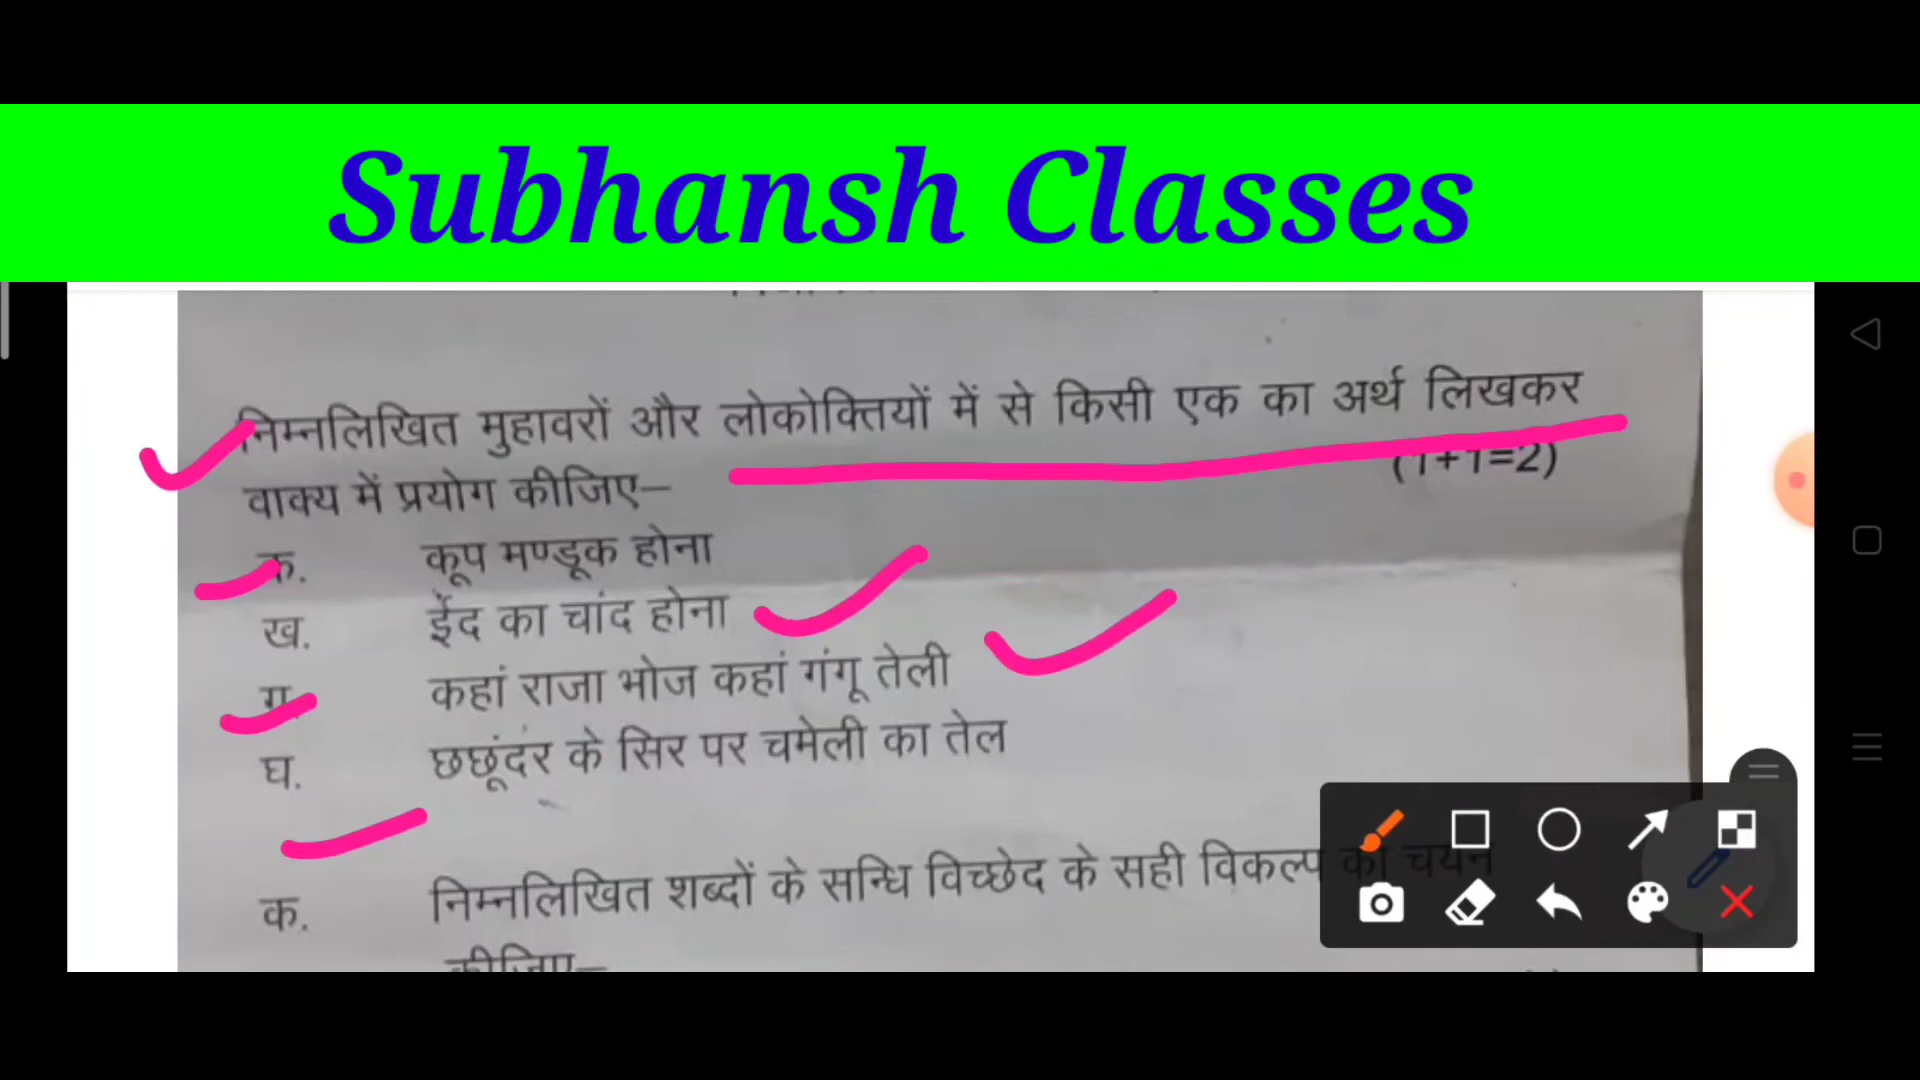 Subhansh Classes
निम्नलिखित मुहावरों और लोकोक्तियों में से किसी एक का अर्थ लिखकर
वाक्य में प्रयोग कीजिए– (1+1=2)
क. कूप मण्डूक होना
ख. ईद का चांद होना
ग. कहां राजा भोज कहां गंगू तेली
घ. छछूंदर के सिर पर चमेली का तेल
क. निम्नलिखित शब्दों के सन्धि विच्छेद के सही विकल्प का चयन
कीजिए–